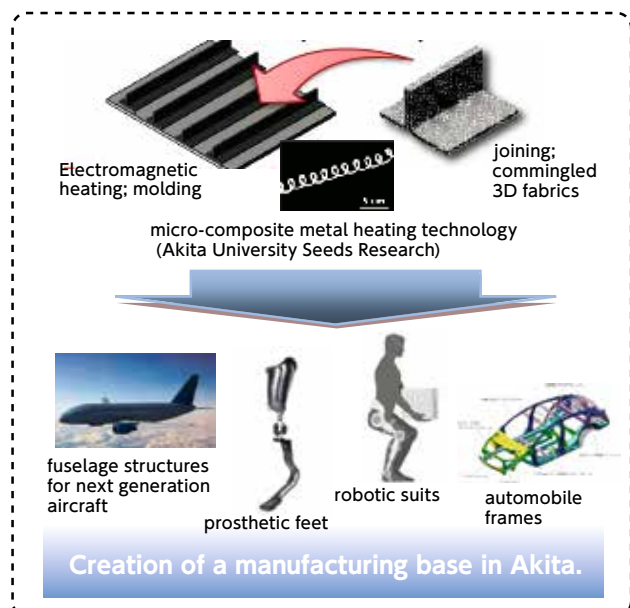 Electromagnetic
heating; molding
joining;
commingled
3D fabrics
micro-composite metal heating technology
(Akita University Seeds Research)
fuselage structures
for next generation
aircraft
prosthetic feet
robotic suits
automobile
frames
Creation of a manufacturing base in Akita.